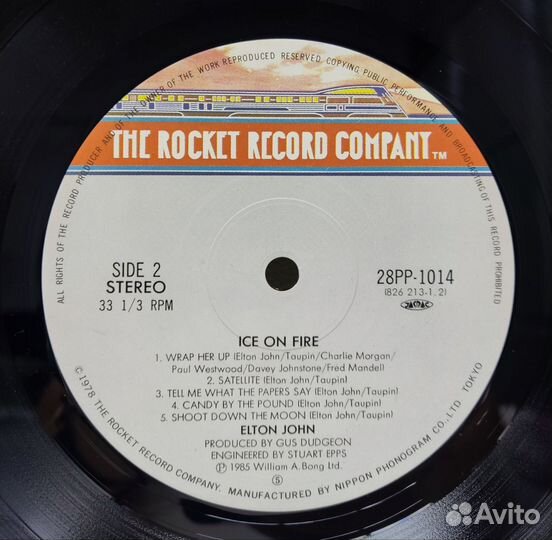 ALL RIGHTS OF THE RECORD PRODUCER AND OF THE OWNER OF THE WORK REPRODUCED RESERVED. COPYING, PUBLIC PERFORMANCE AND BROADCASTING OF THIS RECORD PROHIBITED
THE ROCKET RECORD COMPANY TM
SIDE 2
STEREO
33 1/3 RPM
28PP-1014
(826 213-1.2)
JASRAC
ICE ON FIRE
1. WRAP HER UP (Elton John/Taupin/Charlie Morgan/
Paul Westwood/Davey Johnstone/Fred Mandell)
2. SATELLITE (Elton John/Taupin)
3. TELL ME WHAT THE PAPERS SAY (Elton John/Taupin)
4. CANDY BY THE POUND (Elton John/Taupin)
5. SHOOT DOWN THE MOON (Elton John/Taupin)
ELTON JOHN
PRODUCED BY GUS DUDGEON
ENGINEERED BY STUART EPPS
Ⓟ 1985 William A. Bong Ltd.
Ⓢ
©1978 THE ROCKET RECORD COMPANY, LTD. MANUFACTURED BY NIPPON PHONOGRAM CO., LTD. TOKYO
Avito